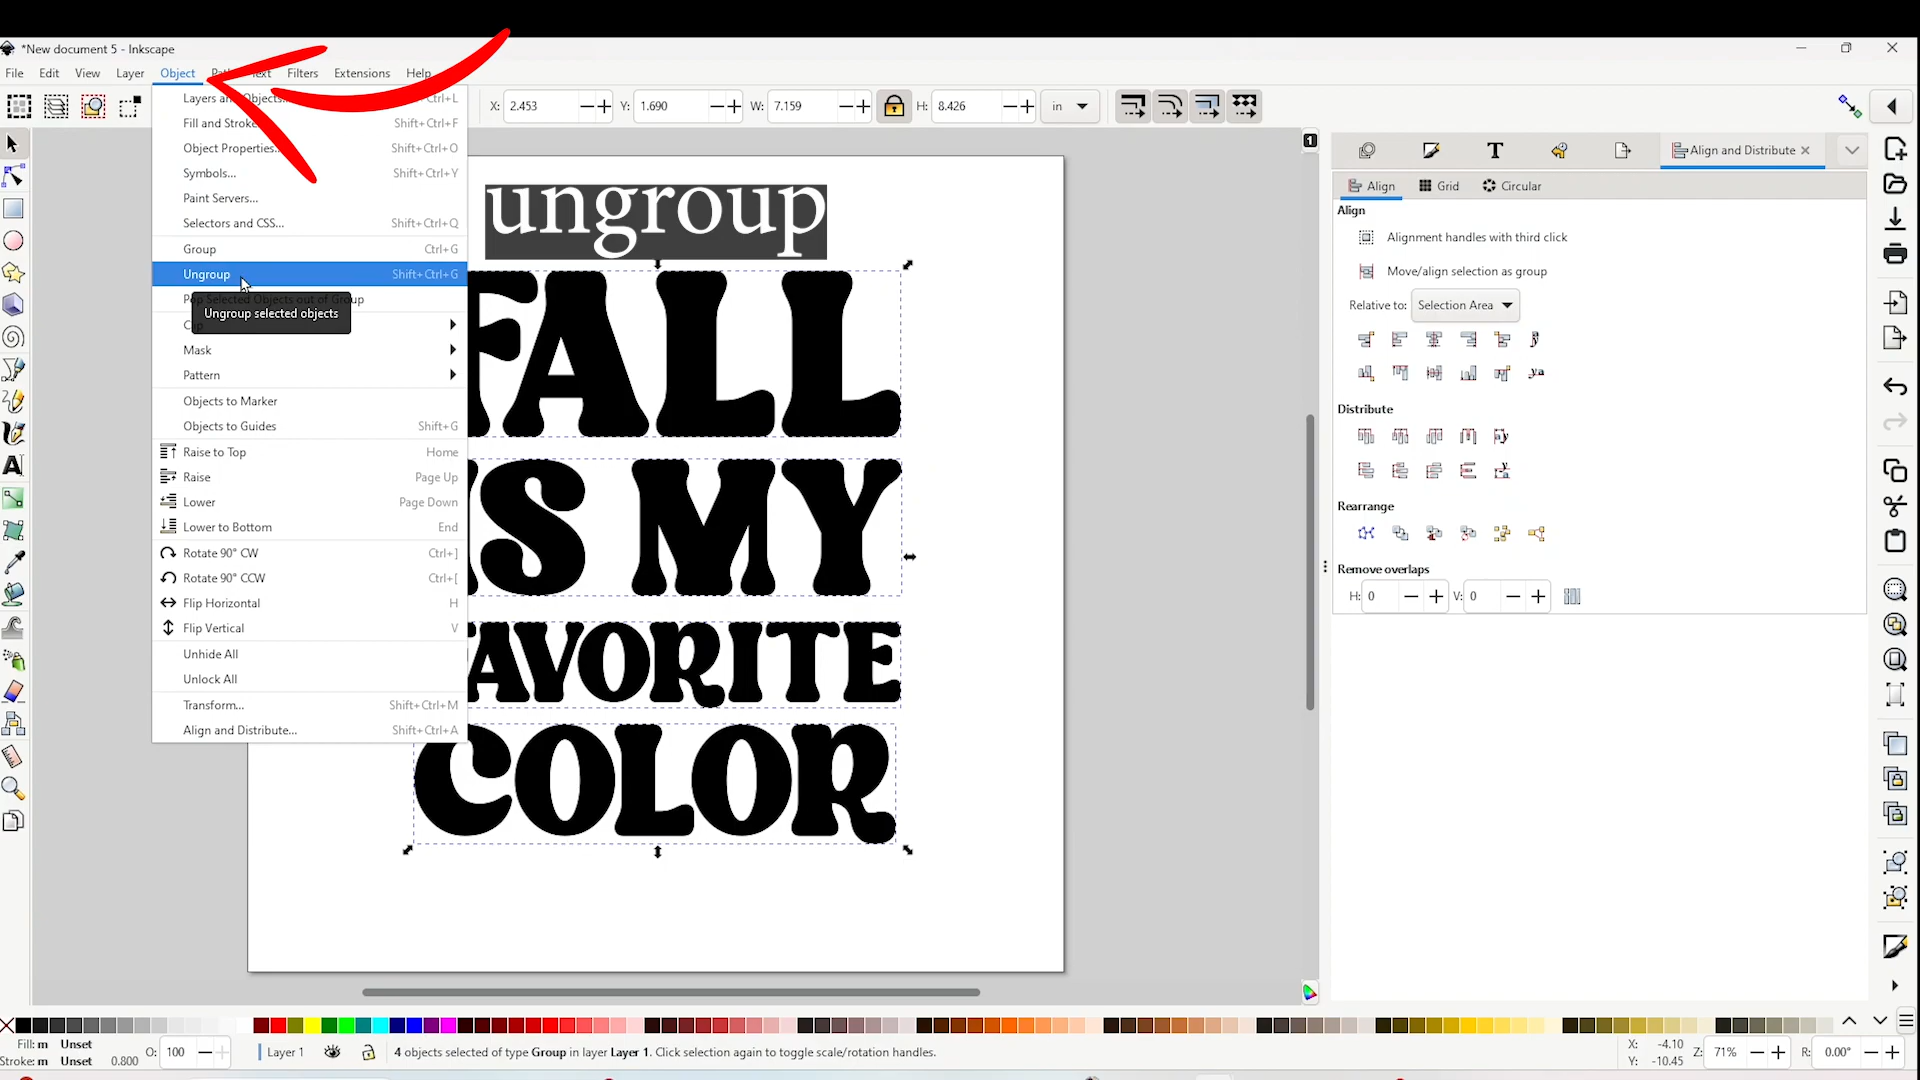 *New document 5 - Inkscape
File Edit View Layer Object Filters Extensions Help
X: 2.453 Y: 1.690 W: 7.159 H: 8.426 in
Layers and Objects... Ctrl+L
Fill and Stroke Shift+Ctrl+F
Object Properties... Shift+Ctrl+O
Symbols... Shift+Ctrl+Y
Paint Servers...
Selectors and CSS... Shift+Ctrl+Q
Group Ctrl+G
Ungroup Shift+Ctrl+G
Pop Selected Objects out of Group
Ungroup selected objects
Mask
Pattern
Objects to Marker
Objects to Guides Shift+G
Raise to Top Home
Raise Page Up
Lower Page Down
Lower to Bottom End
Rotate 90° CW Ctrl+]
Rotate 90° CCW Ctrl+[
Flip Horizontal H
Flip Vertical V
Unhide All
Unlock All
Transform... Shift+Ctrl+M
Align and Distribute... Shift+Ctrl+A
ungroup
FALL
S MY
AVORITE
COLOR
1
Align and Distribute
Align Grid Circular
Align
Alignment handles with third click
Move/align selection as group
Relative to: Selection Area
Distribute
Rearrange
Remove overlaps
H: 0 V: 0
Fill: m Unset
Stroke: m Unset 0.800
O: 100
Layer 1
4 objects selected of type Group in layer Layer 1. Click selection again to toggle scale/rotation handles.
X: -4.10
Y: -10.45
Z: 71%
R: 0.00°